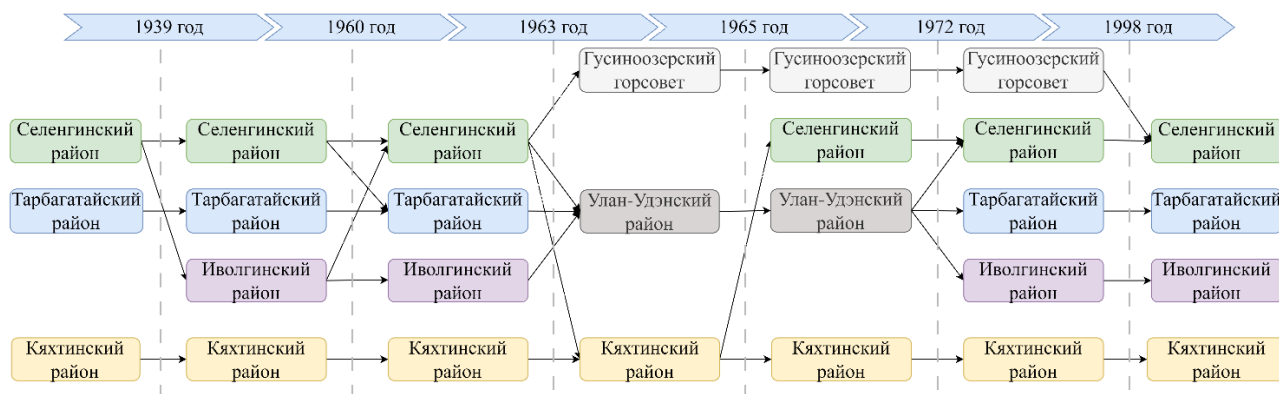 1939 год
1960 год
1963 год
1965 год
1972 год
1998 год
Гусиноозерский
горсовет
Гусиноозерский
горсовет
Гусиноозерский
горсовет
Селенгинский
район
Селенгинский
район
Селенгинский
район
Селенгинский
район
Селенгинский
район
Селенгинский
район
Тарбагатайский
район
Тарбагатайский
район
Тарбагатайский
район
Улан-Удэнский
район
Улан-Удэнский
район
Тарбагатайский
район
Тарбагатайский
район
Иволгинский
район
Иволгинский
район
Иволгинский
район
Иволгинский
район
Кяхтинский
район
Кяхтинский
район
Кяхтинский
район
Кяхтинский
район
Кяхтинский
район
Кяхтинский
район
Кяхтинский
район